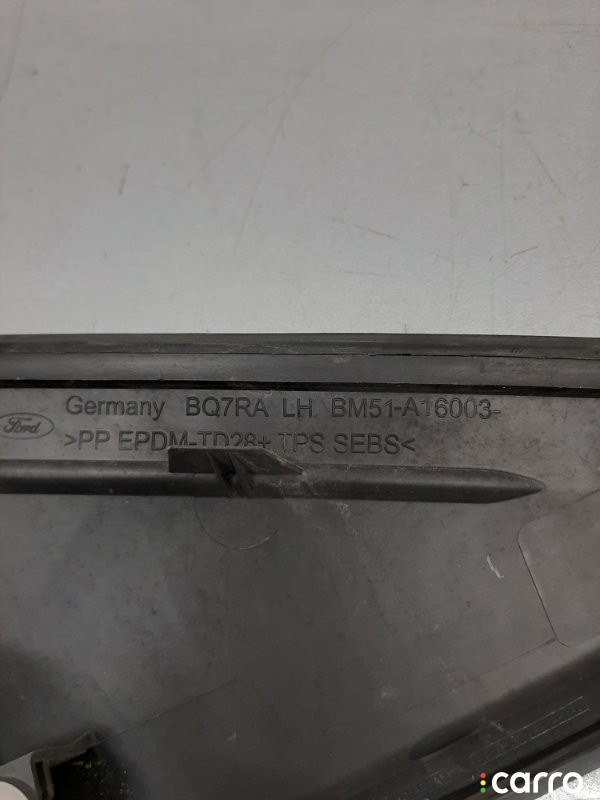 Ford Germany BQ7RA LH BM51-A16003-
>PP EPDM-TD28+ TPS SEBS<
carro